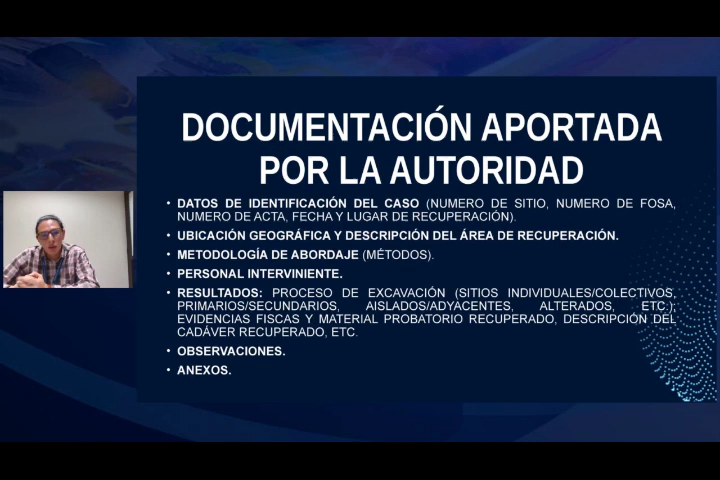 DOCUMENTACIÓN APORTADA
POR LA AUTORIDAD
• DATOS DE IDENTIFICACIÓN DEL CASO (NUMERO DE SITIO, NUMERO DE FOSA,
NUMERO DE ACTA, FECHA Y LUGAR DE RECUPERACIÓN).
• UBICACIÓN GEOGRÁFICA Y DESCRIPCIÓN DEL ÁREA DE RECUPERACIÓN.
• METODOLOGÍA DE ABORDAJE (MÉTODOS).
• PERSONAL INTERVINIENTE.
• RESULTADOS: PROCESO DE EXCAVACIÓN (SITIOS INDIVIDUALES/COLECTIVOS,
PRIMARIOS/SECUNDARIOS, AISLADOS/ADYACENTES, ALTERADOS, ETC.);
EVIDENCIAS FISCAS Y MATERIAL PROBATORIO RECUPERADO, DESCRIPCIÓN DEL
CADÁVER RECUPERADO, ETC.
• OBSERVACIONES.
• ANEXOS.